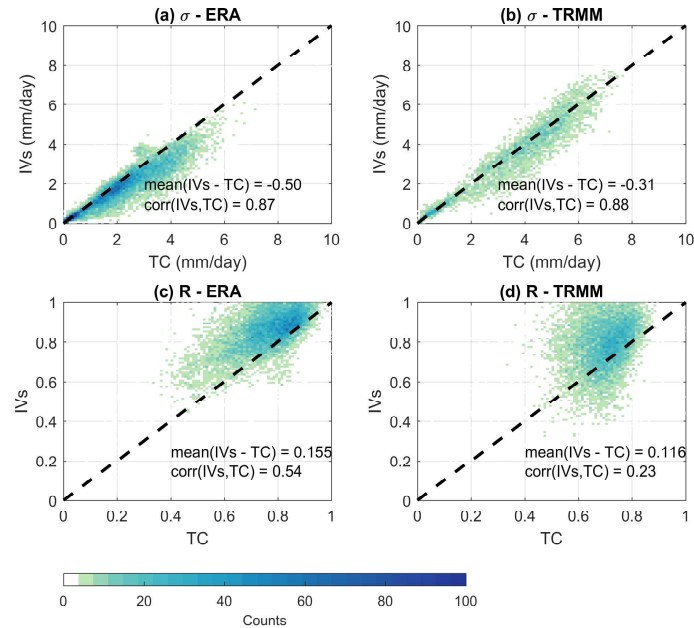 (a) σ - ERA
10
8
6
4
2
0
IVs (mm/day)
mean(IVs - TC) = -0.50
corr(IVs,TC) = 0.87
0 2 4 6 8 10
TC (mm/day)
(b) σ - TRMM
10
8
6
4
2
0
IVs (mm/day)
mean(IVs - TC) = -0.31
corr(IVs,TC) = 0.88
0 2 4 6 8 10
TC (mm/day)
(c) R - ERA
1
0.8
0.6
0.4
0.2
0
IVs
mean(IVs - TC) = 0.155
corr(IVs,TC) = 0.54
0 0.2 0.4 0.6 0.8 1
TC
(d) R - TRMM
1
0.8
0.6
0.4
0.2
0
IVs
mean(IVs - TC) = 0.116
corr(IVs,TC) = 0.23
0 0.2 0.4 0.6 0.8 1
TC
0 20 40 60 80 100
Counts